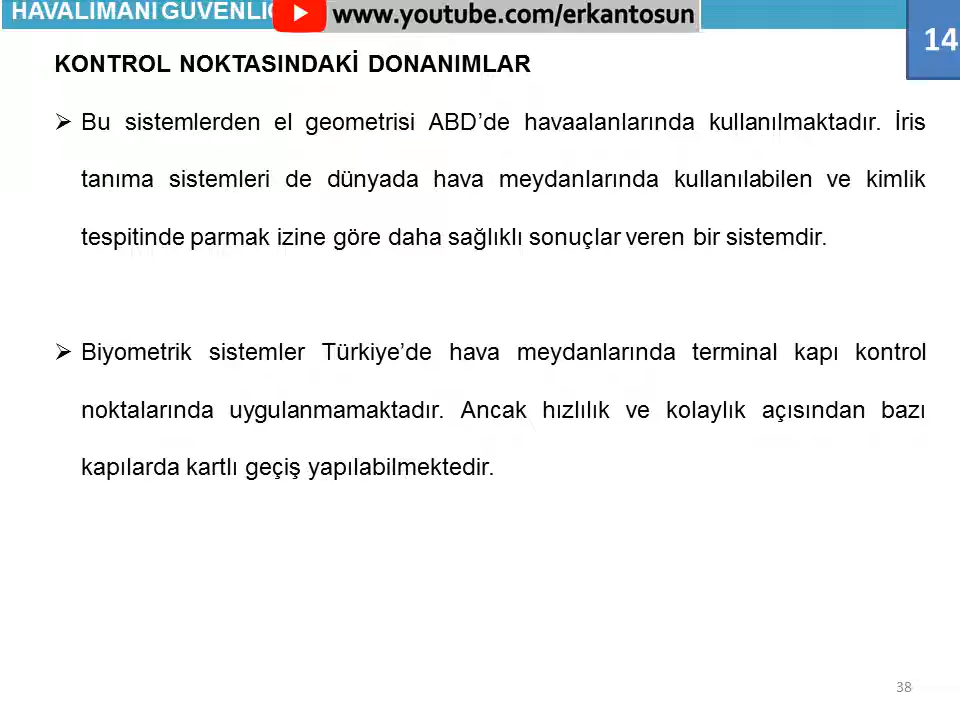 HAVALİMANI GÜVENLİĞ
www.youtube.com/erkantosun
14
KONTROL NOKTASINDAKİ DONANIMLAR
➢ Bu sistemlerden el geometrisi ABD’de havaalanlarında kullanılmaktadır. İris
tanıma sistemleri de dünyada hava meydanlarında kullanılabilen ve kimlik
tespitinde parmak izine göre daha sağlıklı sonuçlar veren bir sistemdir.
➢ Biyometrik sistemler Türkiye’de hava meydanlarında terminal kapı kontrol
noktalarında uygulanmamaktadır. Ancak hızlılık ve kolaylık açısından bazı
kapılarda kartlı geçiş yapılabilmektedir.
38